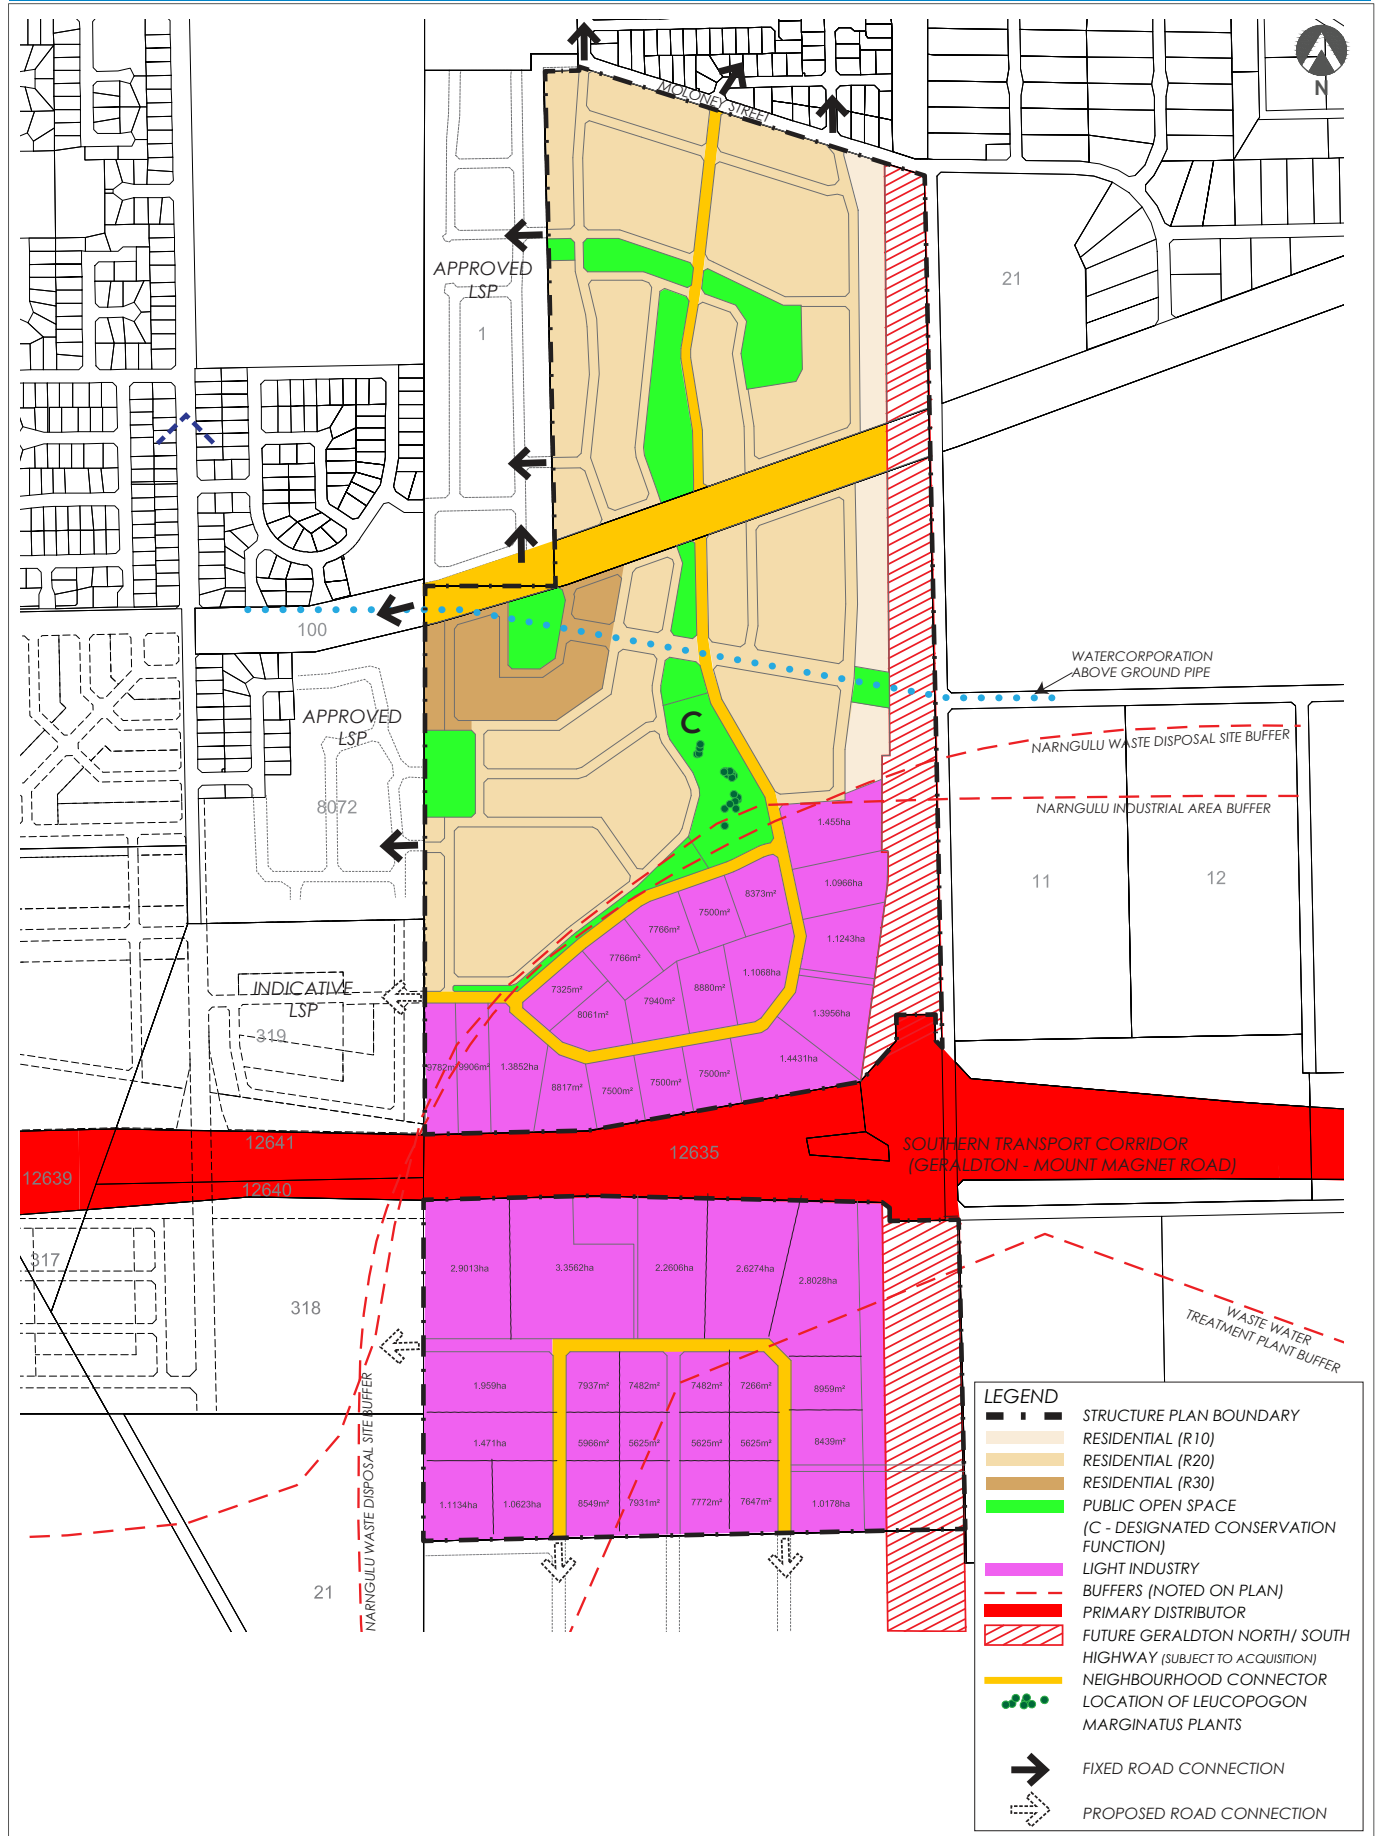 N
MOLONEY STREET
APPROVED
LSP
1
21
100
WATERCORPORATION
ABOVE GROUND PIPE
APPROVED
LSP
C
NARNGULU WASTE DISPOSAL SITE BUFFER
8072
NARNGULU INDUSTRIAL AREA BUFFER
1.455ha
11
12
1.0966ha
8373m²
7500m²
7766m²
1.1243ha
7766m²
1.1068ha
7325m²
8880m²
7940m²
8061m²
1.3956ha
INDICATIVE
LSP
319
9782m²
9906m²
1.3852ha
1.4431ha
8817m²
7500m²
7500m²
7500m²
12641
12635
SOUTHERN TRANSPORT CORRIDOR
(GERALDTON - MOUNT MAGNET ROAD)
12639
12640
317
318
2.9013ha
3.3562ha
2.2606ha
2.6274ha
2.8028ha
WASTE WATER
TREATMENT PLANT BUFFER
1.959ha
7937m²
7482m²
7482m²
7266m²
8959m²
1.471ha
5966m²
5625m²
5625m²
5625m²
8439m²
1.1134ha
1.0623ha
8549m²
7931m²
7772m²
7647m²
1.0178ha
NARNGULU WASTE DISPOSAL SITE BUFFER
21
LEGEND
STRUCTURE PLAN BOUNDARY
RESIDENTIAL (R10)
RESIDENTIAL (R20)
RESIDENTIAL (R30)
PUBLIC OPEN SPACE
(C - DESIGNATED CONSERVATION
FUNCTION)
LIGHT INDUSTRY
BUFFERS (NOTED ON PLAN)
PRIMARY DISTRIBUTOR
FUTURE GERALDTON NORTH/ SOUTH
HIGHWAY (SUBJECT TO ACQUISITION)
NEIGHBOURHOOD CONNECTOR
LOCATION OF LEUCOPOGON
MARGINATUS PLANTS
FIXED ROAD CONNECTION
PROPOSED ROAD CONNECTION